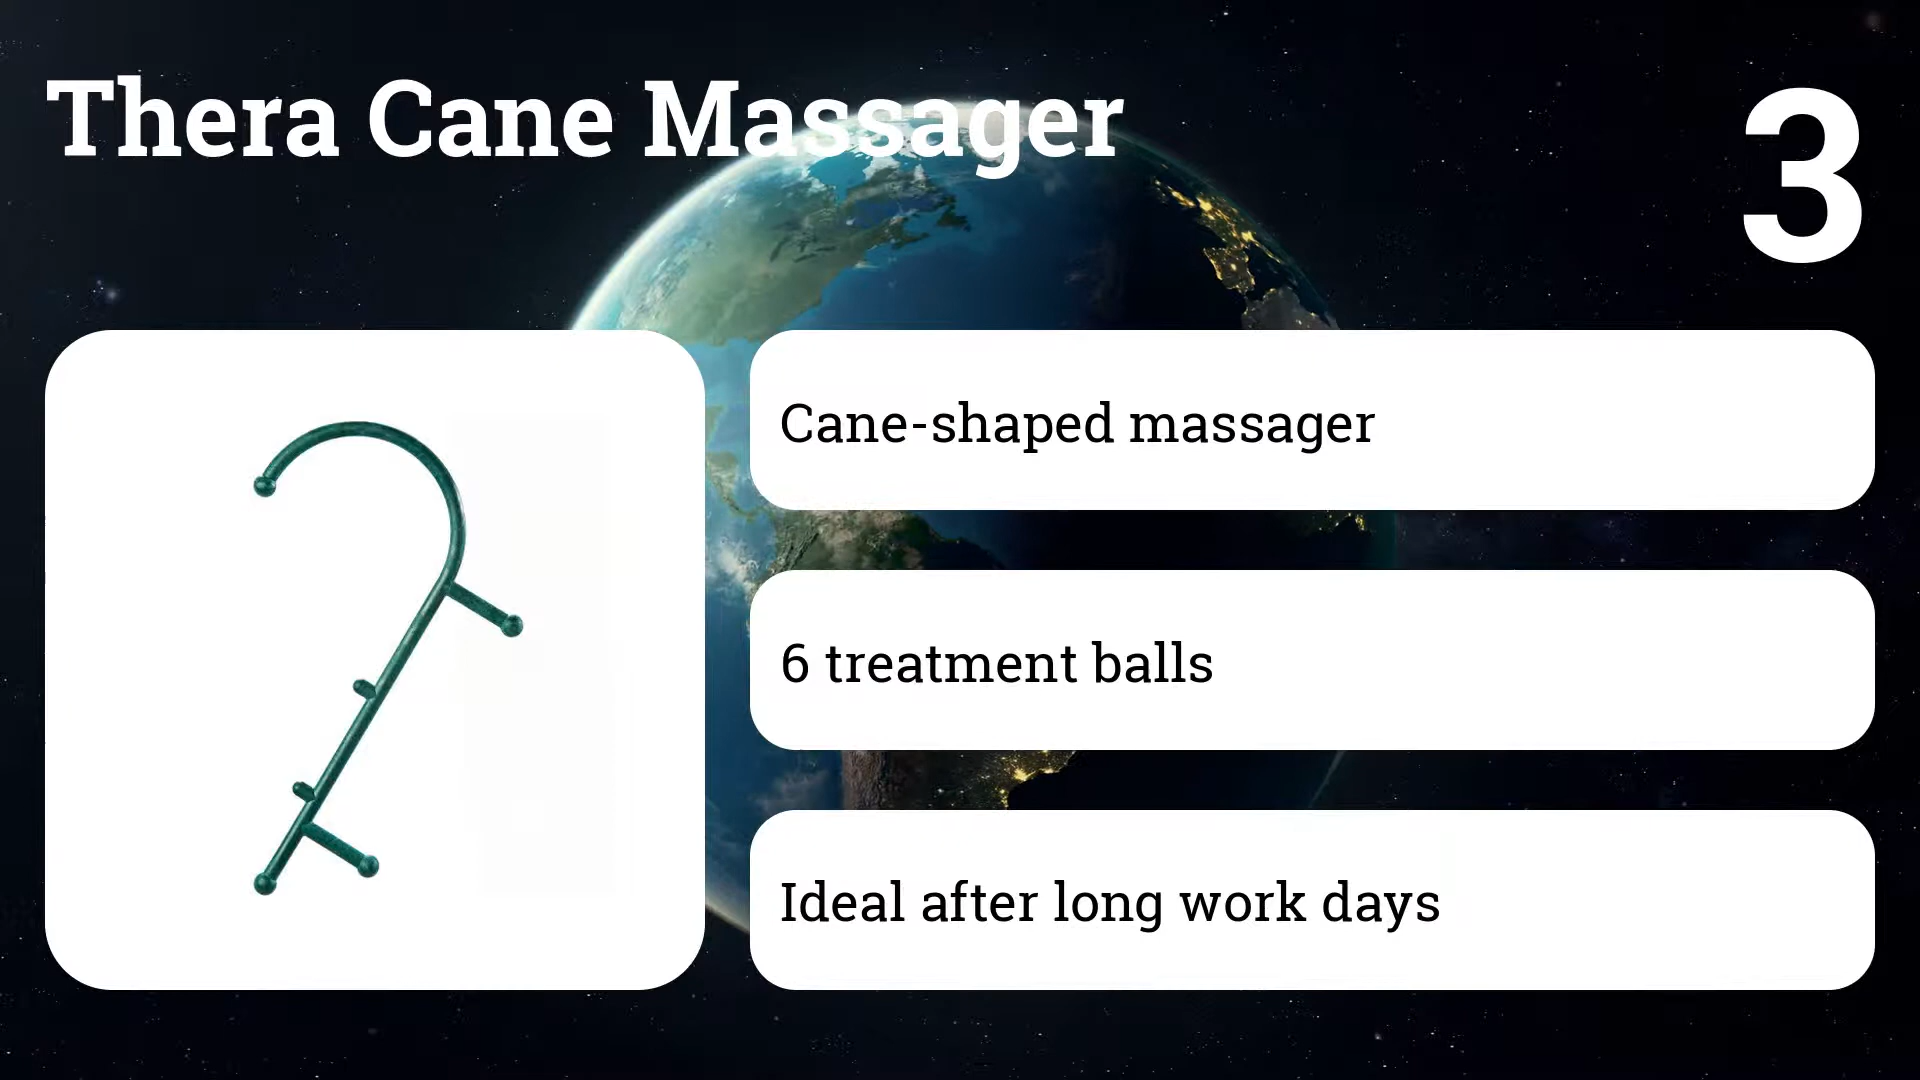 Thera Cane Massager
3
Cane-shaped massager
6 treatment balls
Ideal after long work days